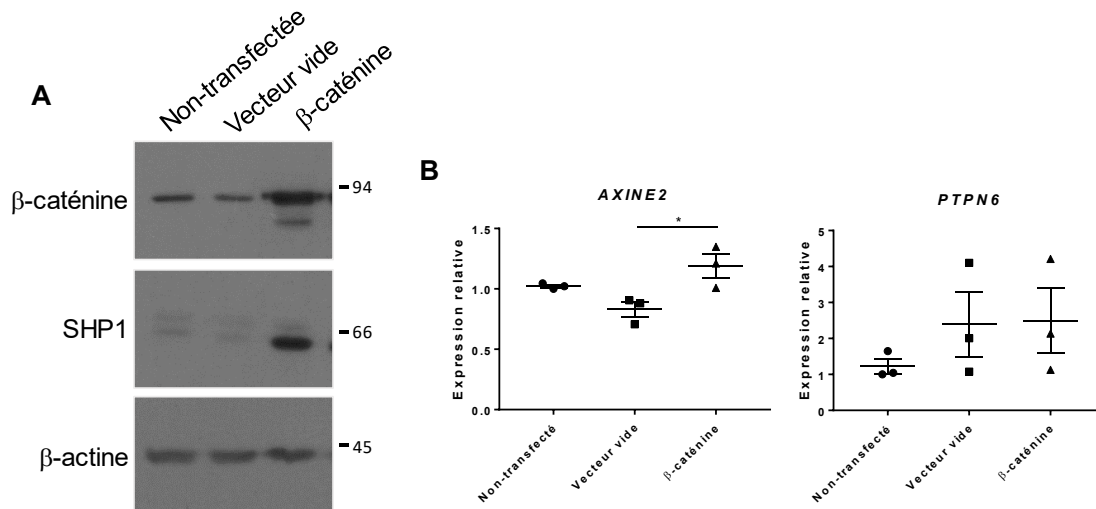 A
Non-transfectée
Vecteur vide
β-caténine
β-caténine
94
SHP1
66
β-actine
45
B
AXINE2
*
Expression relative
1.5
1.0
0.5
0.0
Non-transfecté
Vecteur vide
β-caténine
PTPN6
Expression relative
5
4
3
2
1
0
Non-transfecté
Vecteur vide
β-caténine